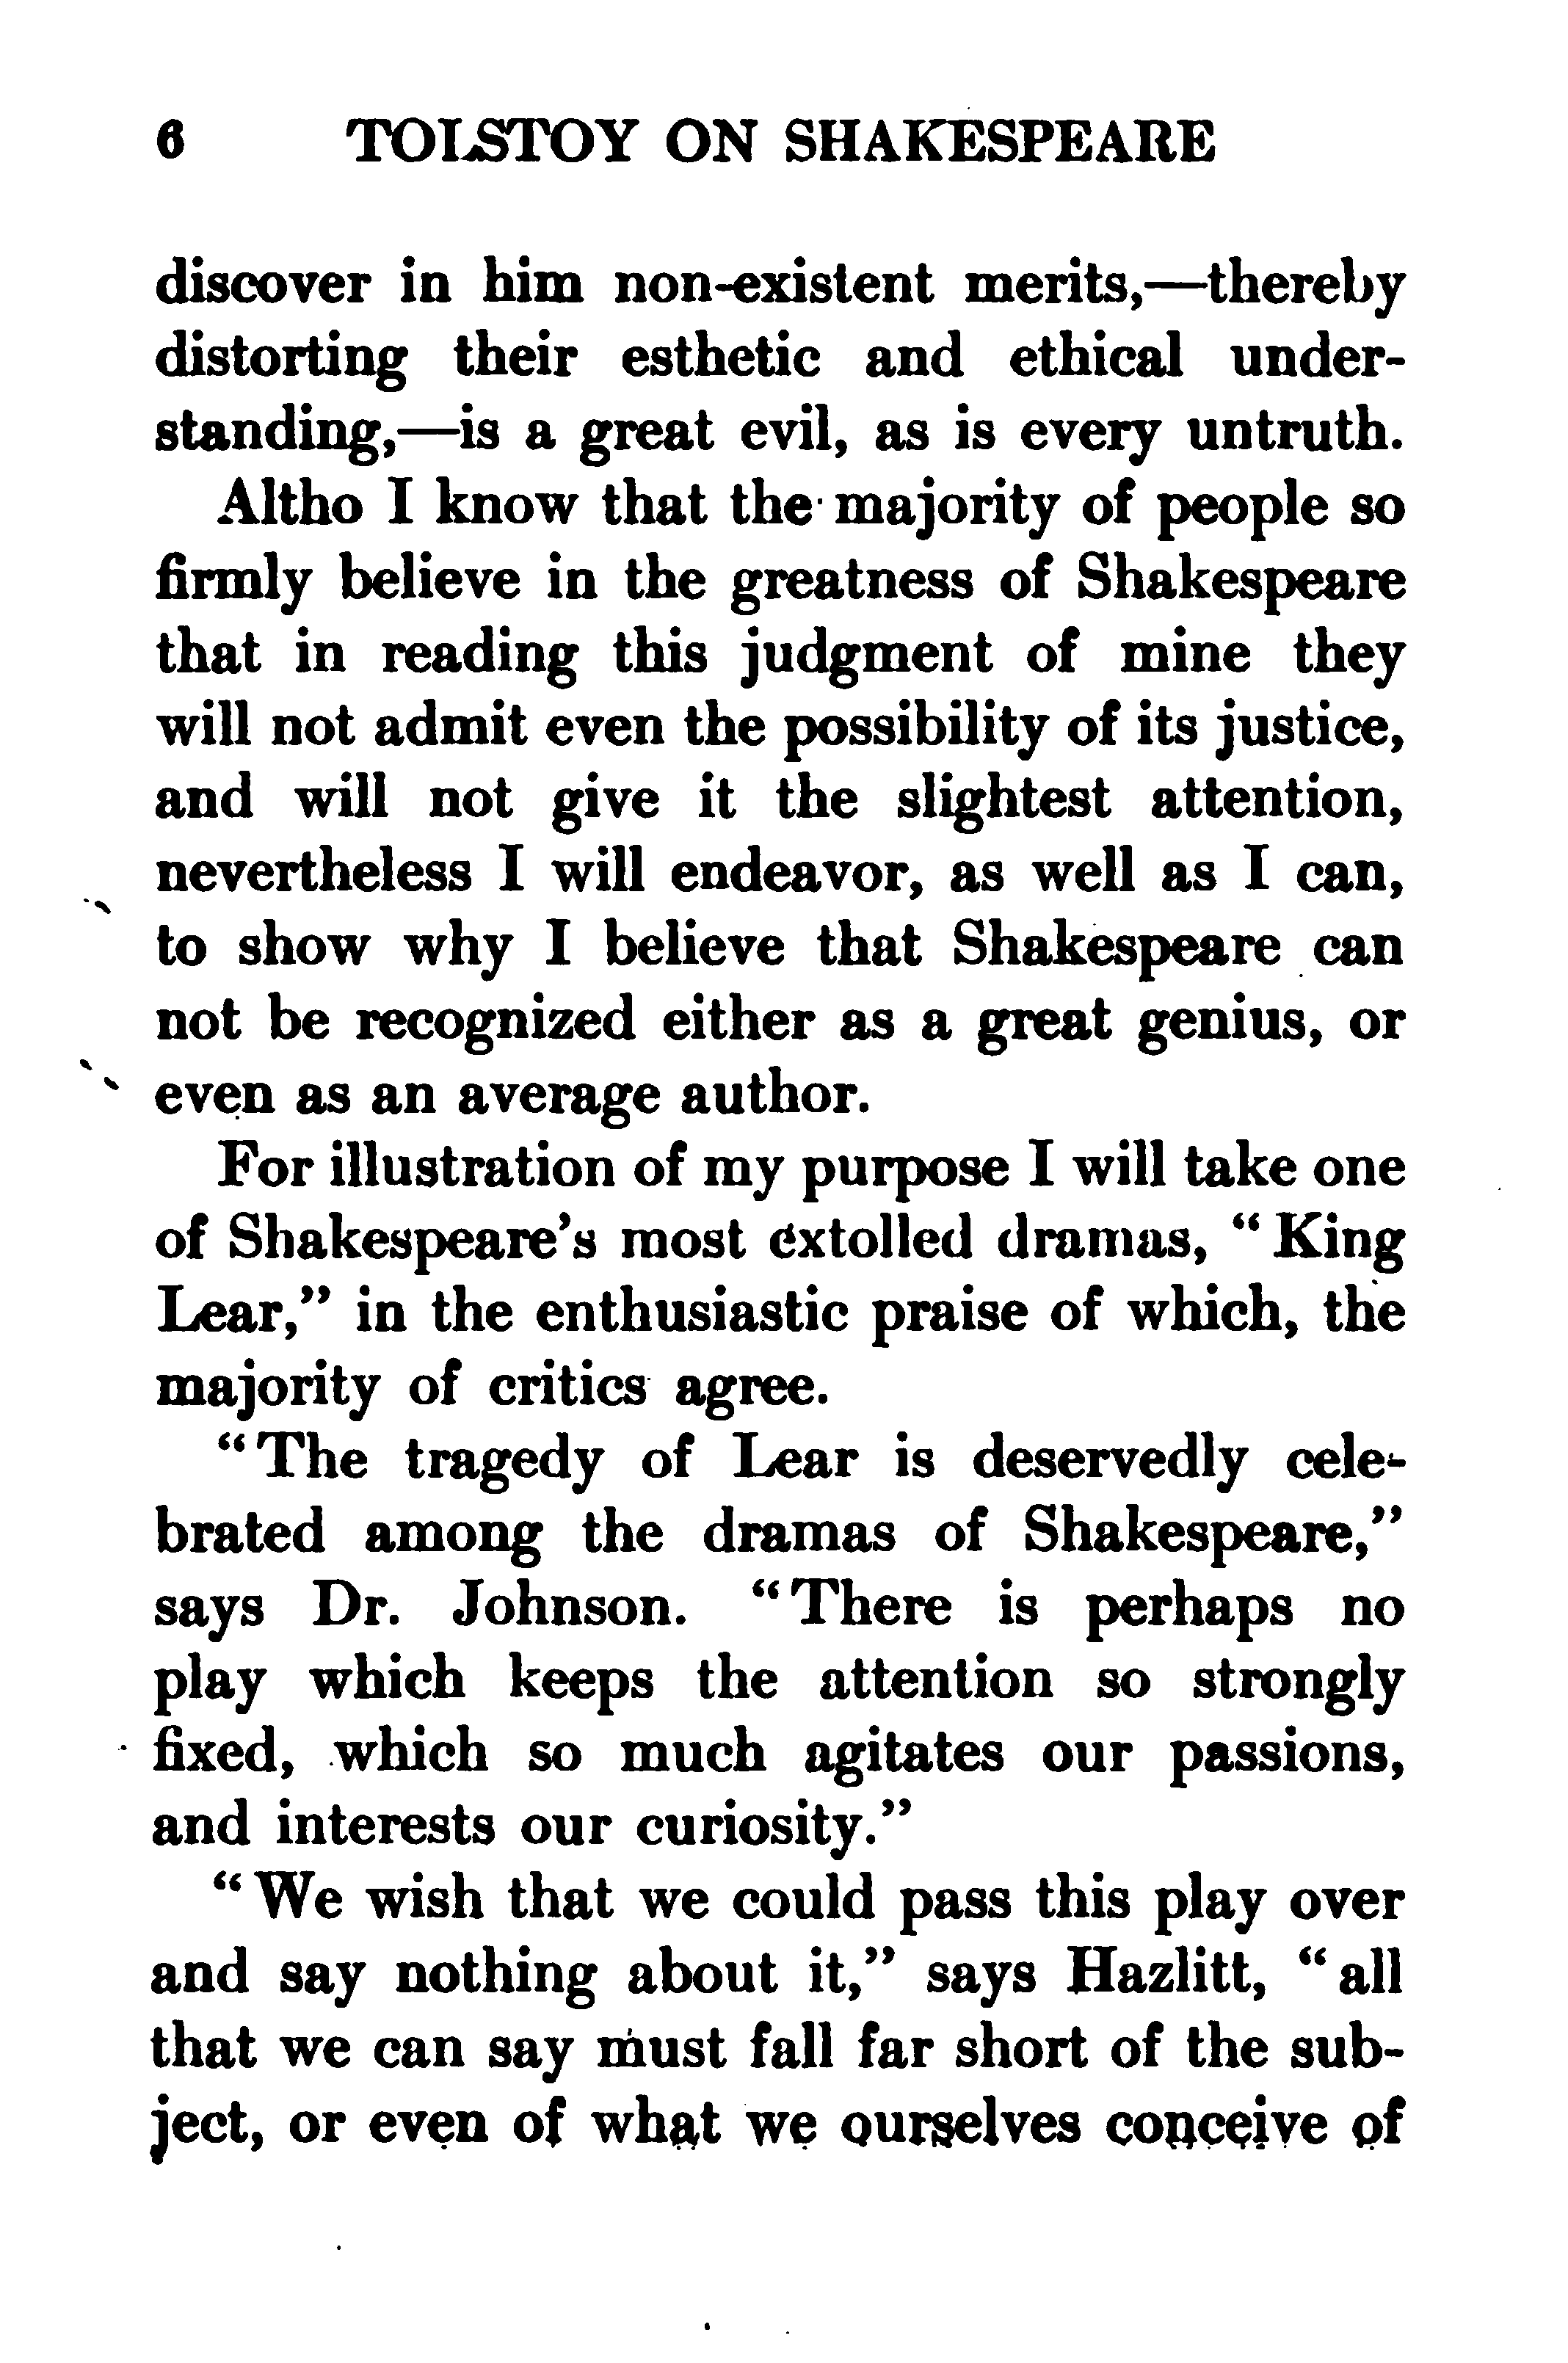 6 TOLSTOY ON SHAKESPEARE
discover in him non-existent merits,—thereby
distorting their esthetic and ethical under-
standing,—is a great evil, as is every untruth.
Altho I know that the majority of people so
firmly believe in the greatness of Shakespeare
that in reading this judgment of mine they
will not admit even the possibility of its justice,
and will not give it the slightest attention,
nevertheless I will endeavor, as well as I can,
to show why I believe that Shakespeare can
not be recognized either as a great genius, or
even as an average author.
For illustration of my purpose I will take one
of Shakespeare's most extolled dramas, "King
Lear," in the enthusiastic praise of which, the
majority of critics agree.
"The tragedy of Lear is deservedly cele-
brated among the dramas of Shakespeare,"
says Dr. Johnson. "There is perhaps no
play which keeps the attention so strongly
fixed, which so much agitates our passions,
and interests our curiosity."
"We wish that we could pass this play over
and say nothing about it," says Hazlitt, "all
that we can say must fall far short of the sub-
ject, or even of what we ourselves conceive of